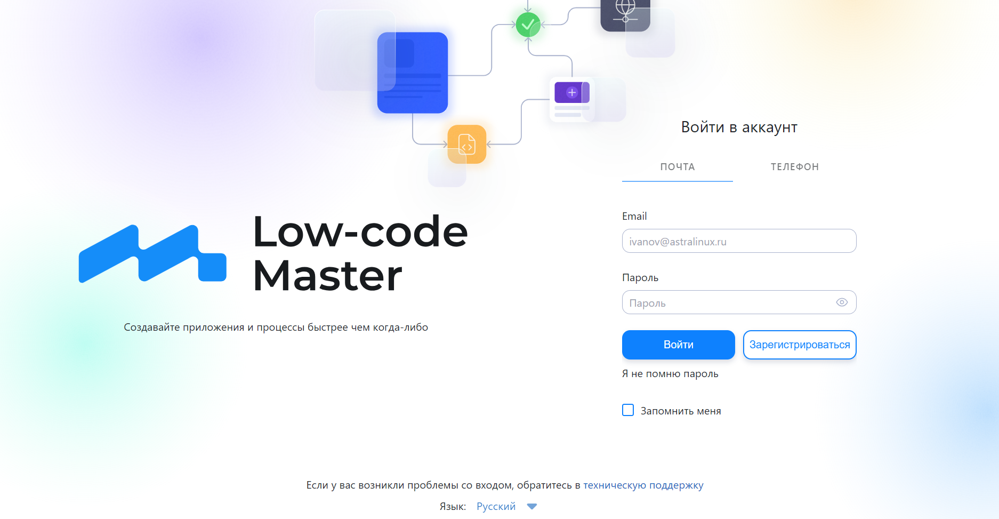 Low-code
Master
Создавайте приложения и процессы быстрее чем когда-либо
Войти в аккаунт
ПОЧТА ТЕЛЕФОН
Email
ivanov@astralinux.ru
Пароль
Пароль
Войти Зарегистрироваться
Я не помню пароль
Запомнить меня
Если у вас возникли проблемы со входом, обратитесь в техническую поддержку
Язык: Русский